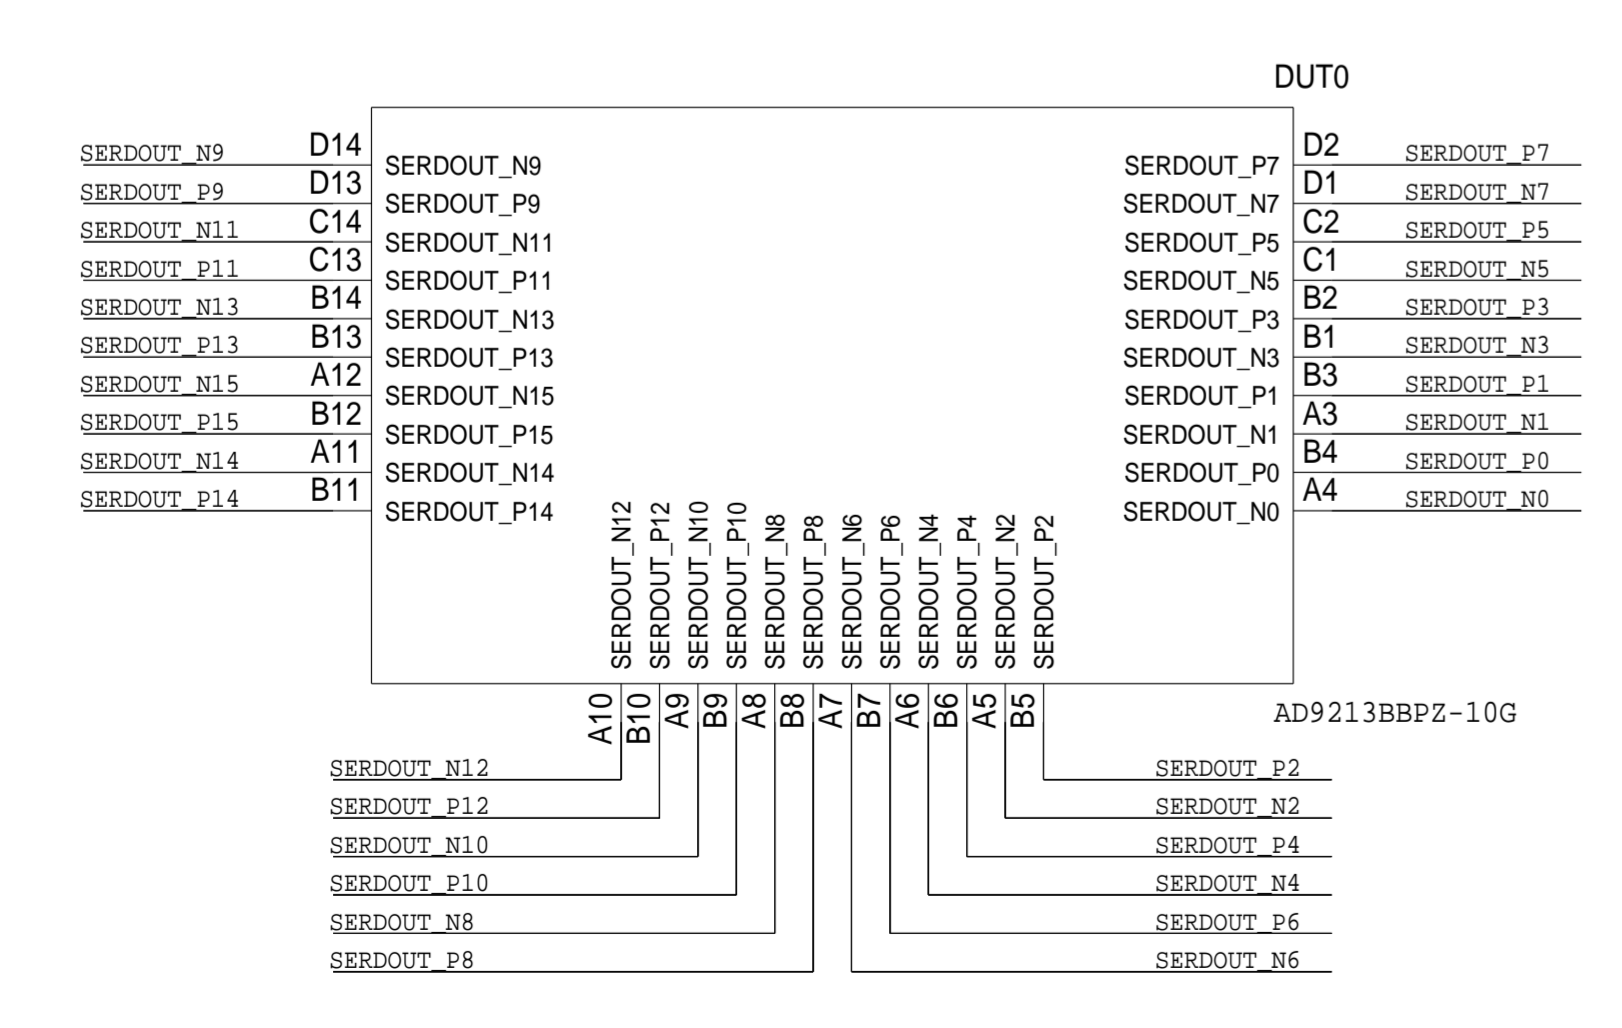 DUT0
SERDOUT_N9 D14 SERDOUT_N9 SERDOUT_P7 D2 SERDOUT_P7
SERDOUT_P9 D13 SERDOUT_P9 SERDOUT_N7 D1 SERDOUT_N7
SERDOUT_N11 C14 SERDOUT_N11 SERDOUT_P5 C2 SERDOUT_P5
SERDOUT_P11 C13 SERDOUT_P11 SERDOUT_N5 C1 SERDOUT_N5
SERDOUT_N13 B14 SERDOUT_N13 SERDOUT_P3 B2 SERDOUT_P3
SERDOUT_P13 B13 SERDOUT_P13 SERDOUT_N3 B1 SERDOUT_N3
SERDOUT_N15 A12 SERDOUT_N15 SERDOUT_P1 B3 SERDOUT_P1
SERDOUT_P15 B12 SERDOUT_P15 SERDOUT_N1 A3 SERDOUT_N1
SERDOUT_N14 A11 SERDOUT_N14 SERDOUT_P0 B4 SERDOUT_P0
SERDOUT_P14 B11 SERDOUT_P14 SERDOUT_N0 A4 SERDOUT_N0
SERDOUT_N12
SERDOUT_P12
SERDOUT_N10
SERDOUT_P10
SERDOUT_N8
SERDOUT_P8
SERDOUT_N6
SERDOUT_P6
SERDOUT_N4
SERDOUT_P4
SERDOUT_N2
SERDOUT_P2
A10
B10
A9
B9
A8
B8
A7
B7
A6
B6
A5
B5
AD9213BBPZ-10G
SERDOUT_N12 SERDOUT_P2
SERDOUT_P12 SERDOUT_N2
SERDOUT_N10 SERDOUT_P4
SERDOUT_P10 SERDOUT_N4
SERDOUT_N8 SERDOUT_P6
SERDOUT_P8 SERDOUT_N6